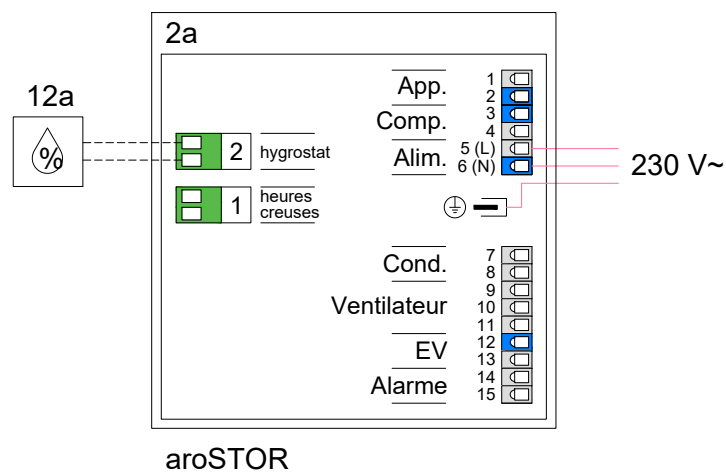 2a
12a
%
2 hygrostat
1 heures
creuses
App.
Comp.
Alim.
1
2
3
4
5 (L)
6 (N)
230 V~
Cond.
Ventilateur
EV
Alarme
7
8
9
10
11
12
13
14
15
aroSTOR